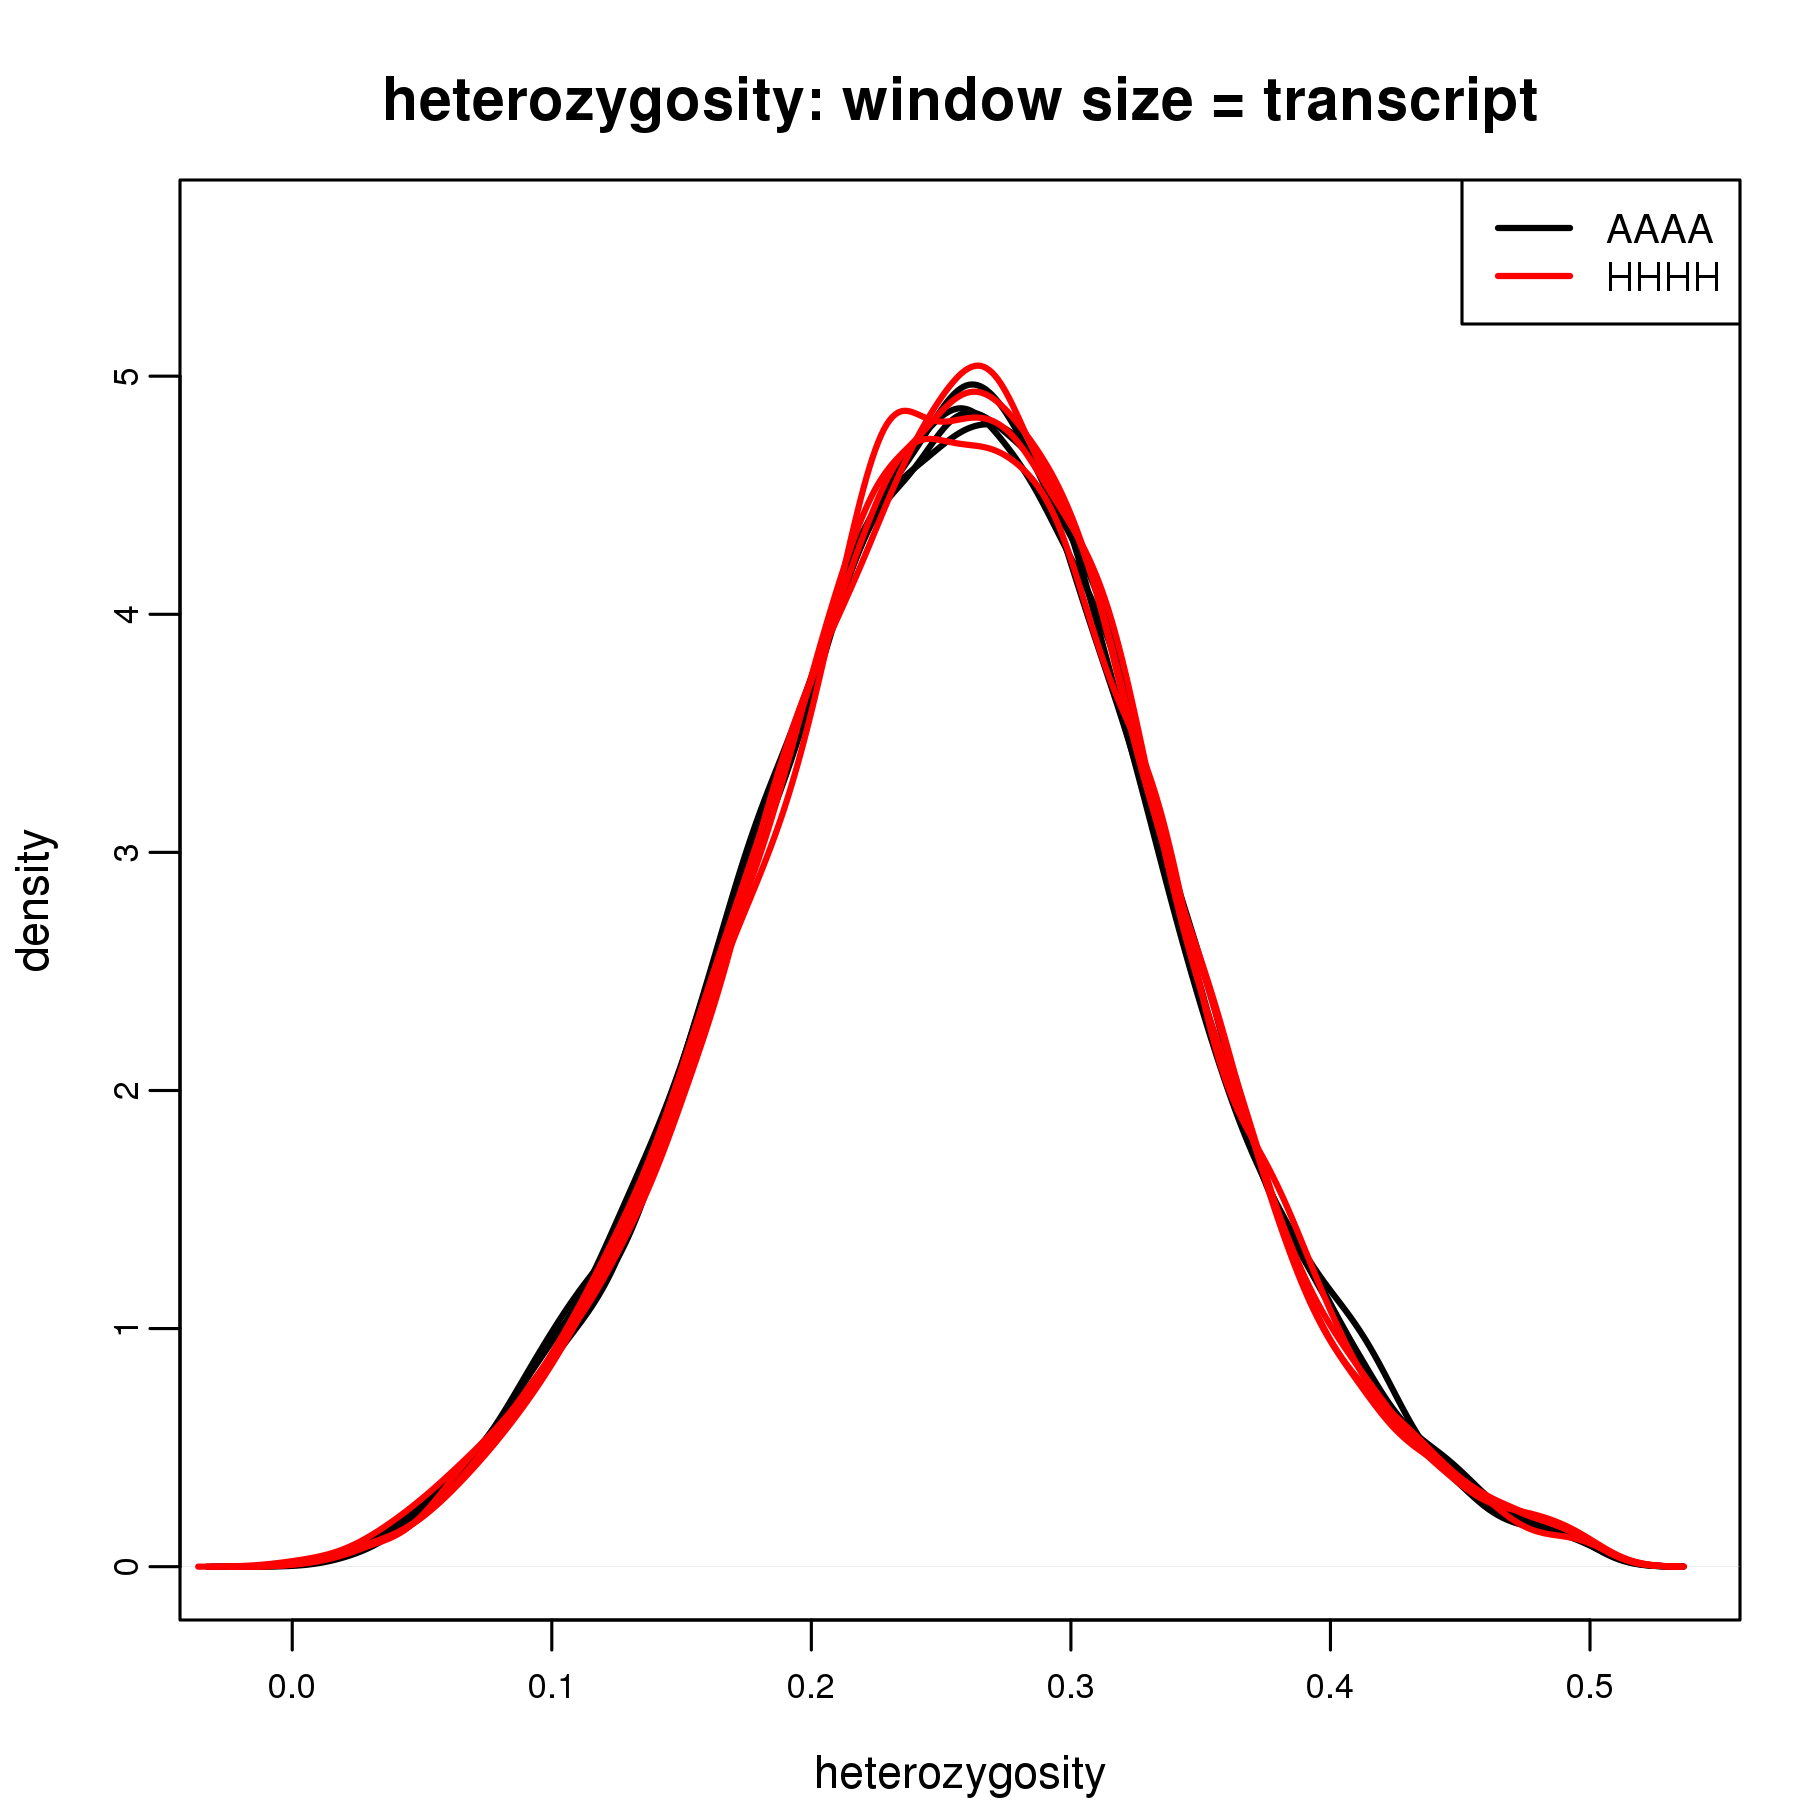 heterozygosity: window size = transcript
AAAA
HHHH
density
5
4
3
2
1
0
0.0 0.1 0.2 0.3 0.4 0.5
heterozygosity